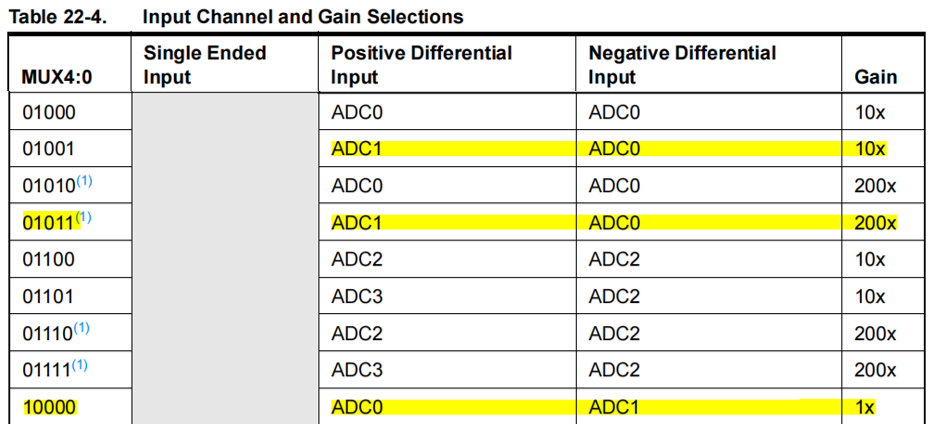 Table 22-4. Input Channel and Gain Selections
MUX4:0 Single Ended Input Positive Differential Input Negative Differential Input Gain
01000 ADC0 ADC0 10x
01001 ADC1 ADC0 10x
01010(1) ADC0 ADC0 200x
01011(1) ADC1 ADC0 200x
01100 ADC2 ADC2 10x
01101 ADC3 ADC2 10x
01110(1) ADC2 ADC2 200x
01111(1) ADC3 ADC2 200x
10000 ADC0 ADC1 1x